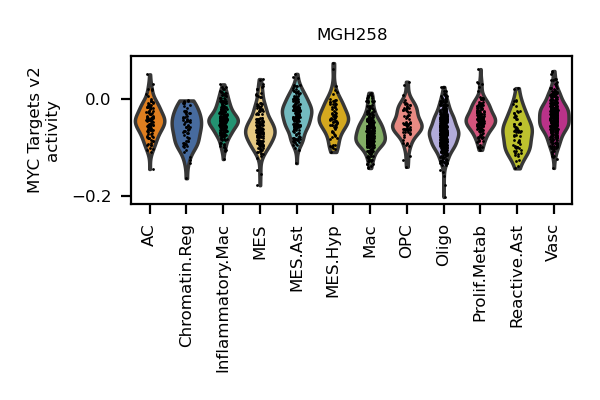 MGH258
MYC Targets v2
activity
0.0
−0.2
AC
Chromatin.Reg
Inflammatory.Mac
MES
MES.Ast
MES.Hyp
Mac
OPC
Oligo
Prolif.Metab
Reactive.Ast
Vasc